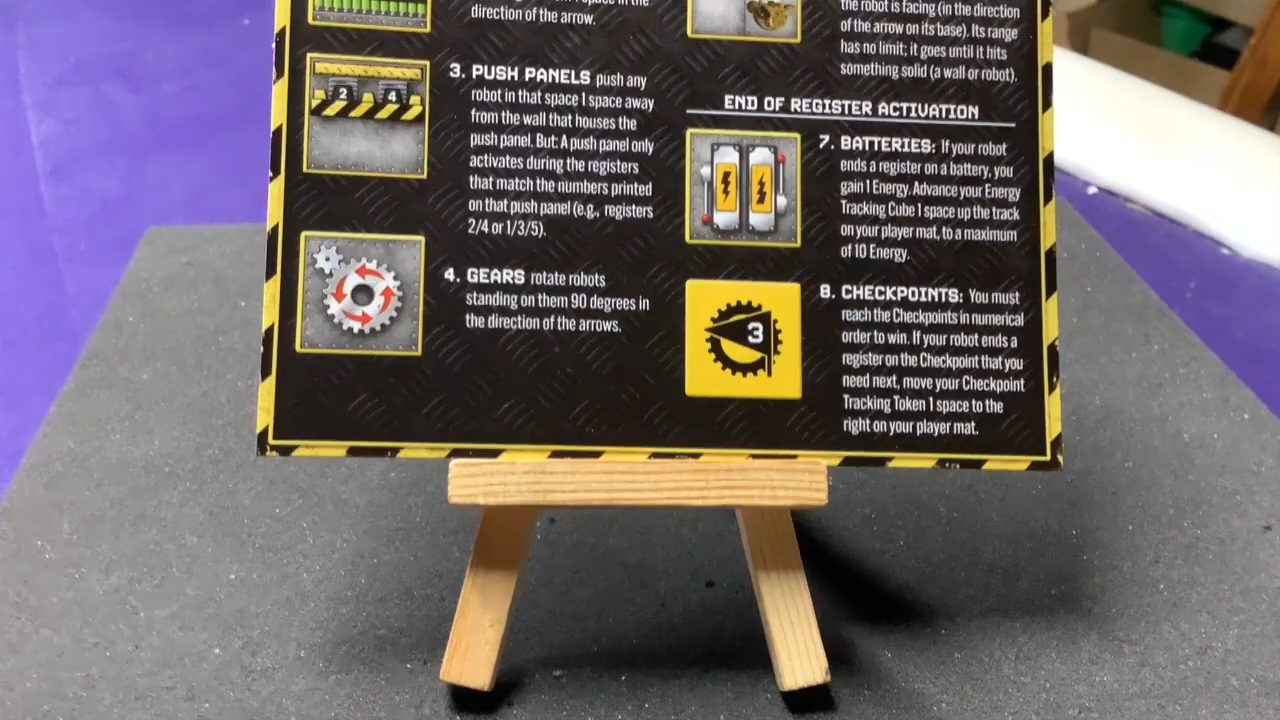 direction of the arrow.
2 4
3. PUSH PANELS push any
robot in that space 1 space away
from the wall that houses the
push panel. But: A push panel only
activates during the registers
that match the numbers printed
on that push panel (e.g., registers
2/4 or 1/3/5).
4. GEARS rotate robots
standing on them 90 degrees in
the direction of the arrows.
the robot is facing (in the direction
of the arrow on its base). Its range
has no limit; it goes until it hits
something solid (a wall or robot).
END OF REGISTER ACTIVATION
7. BATTERIES: If your robot
ends a register on a battery, you
gain 1 Energy. Advance your Energy
Tracking Cube 1 space up the track
on your player mat, to a maximum
of 10 Energy.
3
8. CHECKPOINTS: You must
reach the Checkpoints in numerical
order to win. If your robot ends a
register on the Checkpoint that you
need next, move your Checkpoint
Tracking Token 1 space to the
right on your player mat.